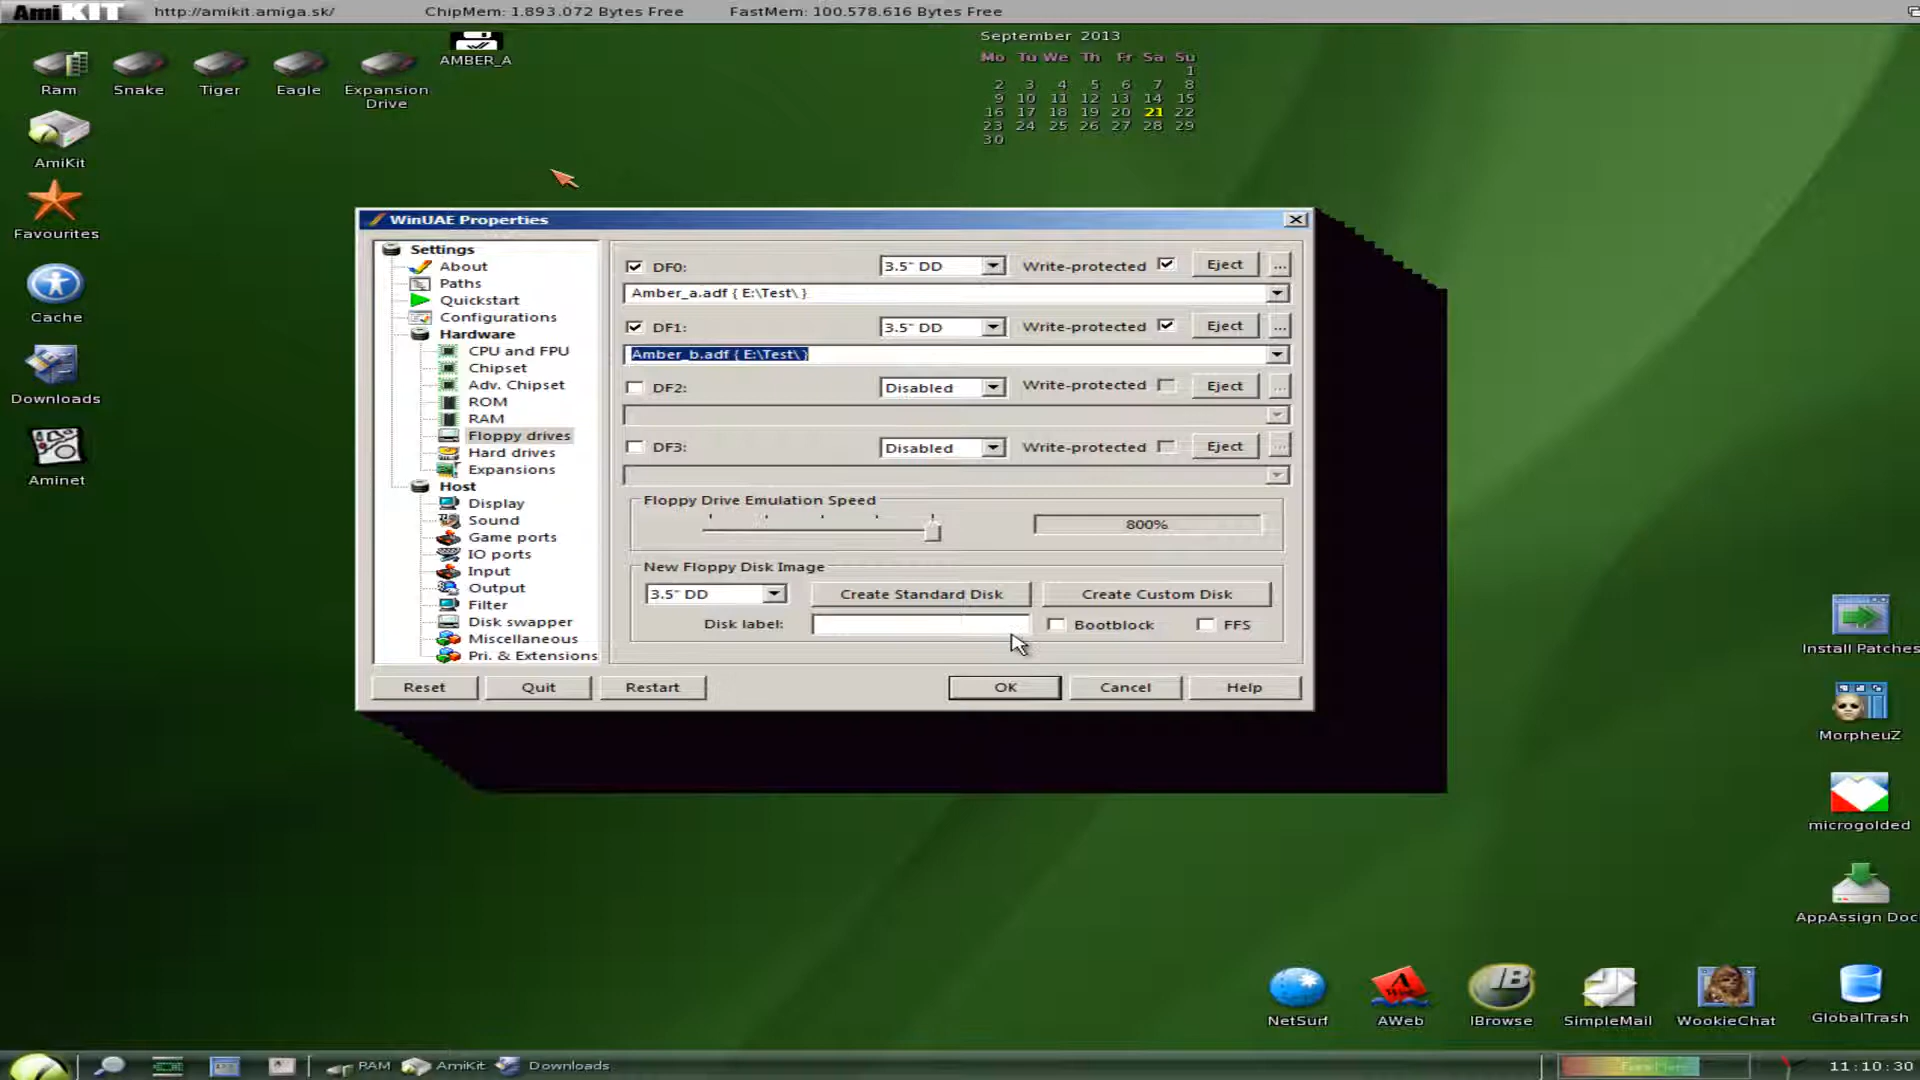 AmiKIT http://amikit.amiga.sk/ ChipMem: 1.893.072 Bytes Free FastMem: 100.578.616 Bytes Free
Ram
Snake
Tiger
Eagle
Expansion
Drive
AMBER_A
September 2013
Mo Tu We Th Fr Sa Su
1
2 3 4 5 6 7 8
9 10 11 12 13 14 15
16 17 18 19 20 21 22
23 24 25 26 27 28 29
30
AmiKit
Favourites
Cache
Downloads
Aminet
WinUAE Properties
Settings
About
Paths
Quickstart
Configurations
Hardware
CPU and FPU
Chipset
Adv. Chipset
ROM
RAM
Floppy drives
Hard drives
Expansions
Host
Display
Sound
Game ports
IO ports
Input
Output
Filter
Disk swapper
Miscellaneous
Pri. & Extensions
DF0: 3.5" DD Write-protected Eject ...
Amber_a.adf { E:\Test\ }
DF1: 3.5" DD Write-protected Eject ...
Amber_b.adf { E:\Test\ }
DF2: Disabled Write-protected Eject ...
DF3: Disabled Write-protected Eject ...
Floppy Drive Emulation Speed
800%
New Floppy Disk Image
3.5" DD Create Standard Disk Create Custom Disk
Disk label: Bootblock FFS
Reset Quit Restart OK Cancel Help
Install Patches
MorpheuZ
microgolded
AppAssign Doc
NetSurf
AWeb
IBrowse
SimpleMail
WookieChat
GlobalTrash
RAM AmiKit Downloads
11:10:30